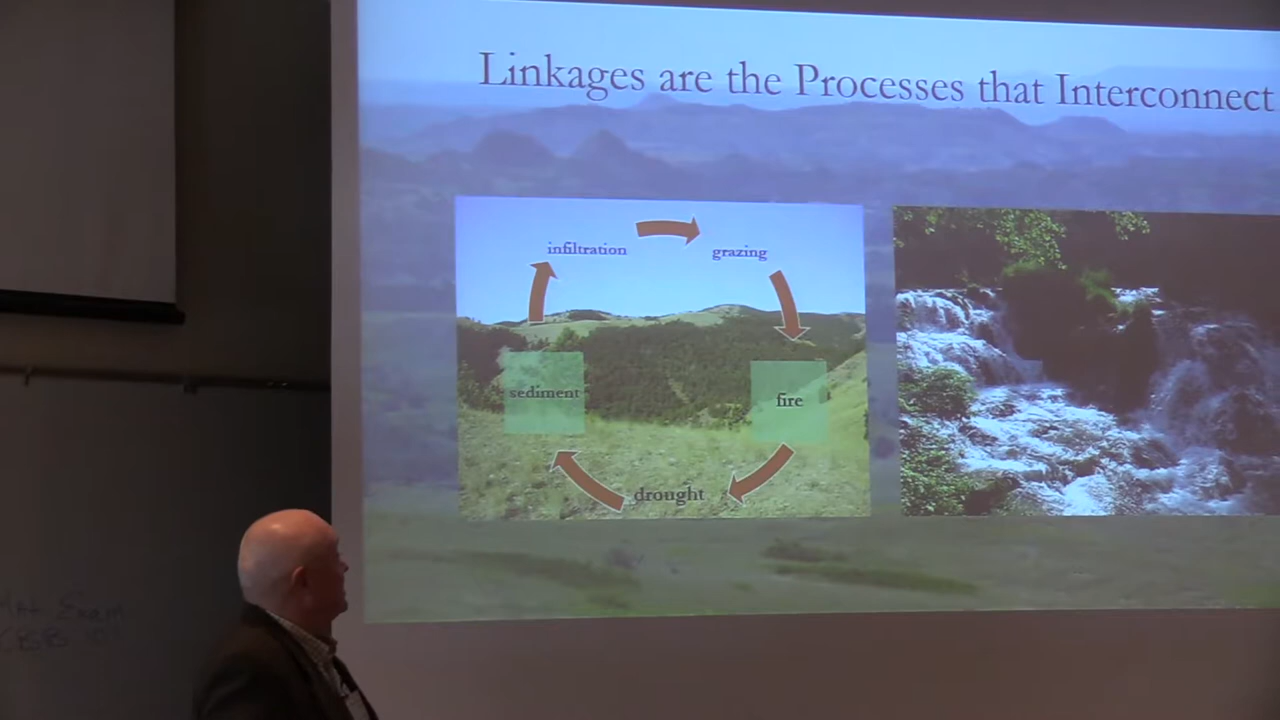 Linkages are the Processes that Interconnect
infiltration
grazing
sediment
fire
drought